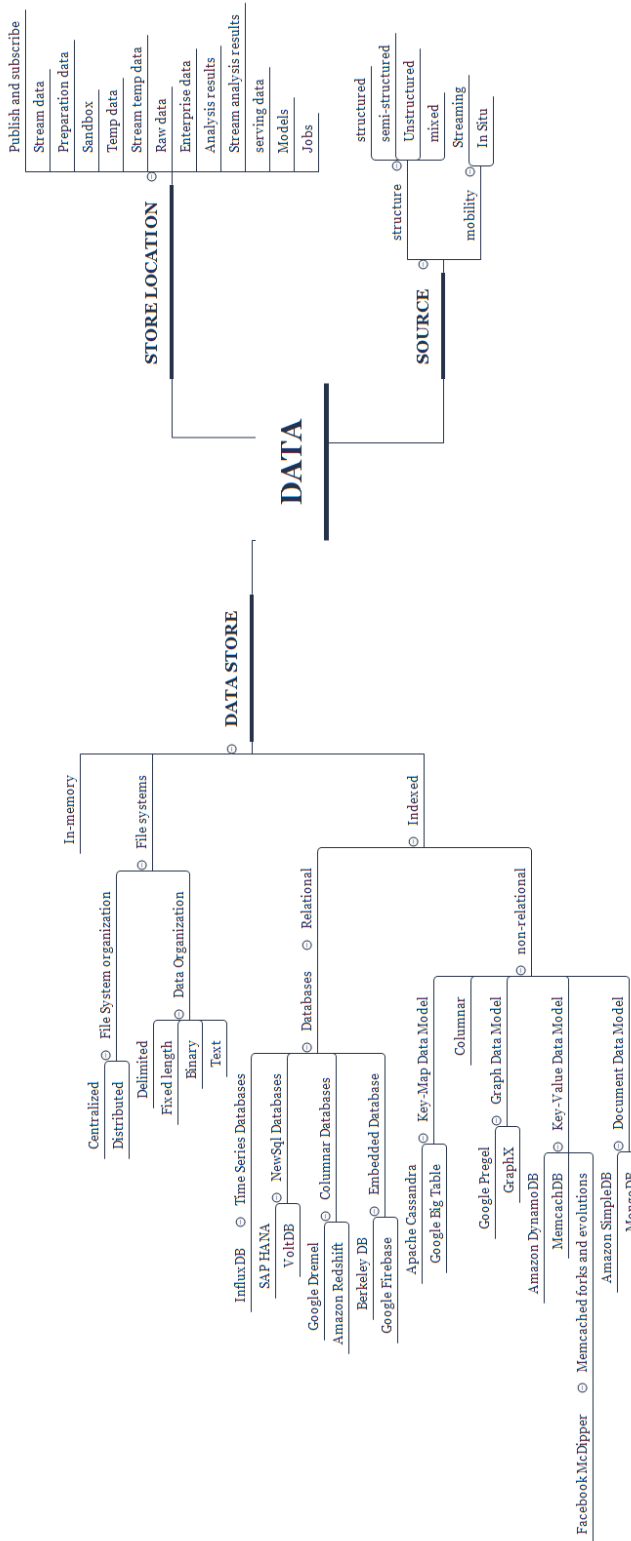 DATA
STORE LOCATION
Publish and subscribe
Stream data
Preparation data
Sandbox
Temp data
Stream temp data
Raw data
Enterprise data
Analysis results
Stream analysis results
serving data
Models
Jobs
SOURCE
structure
structured
semi-structured
Unstructured
mixed
mobility
Streaming
In Situ
DATA STORE
In-memory
File systems
File System organization
Centralized
Distributed
Data Organization
Delimited
Fixed length
Binary
Text
Indexed
Relational
Databases
Time Series Databases
InfluxDB
NewSql Databases
SAP HANA
VoltDB
Columnar Databases
Google Dremel
Amazon Redshift
Embedded Database
Berkeley DB
Google Firebase
non-relational
Key-Map Data Model
Apache Cassandra
Google Big Table
Columnar
Graph Data Model
Google Pregel
GraphX
Key-Value Data Model
Amazon DynamoDB
MemcachDB
Memcached forks and evolutions
Facebook McDipper
Document Data Model
Amazon SimpleDB
MongoDB